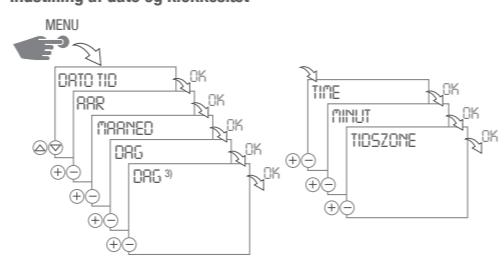 Indstilling af dato og klokkeslæt
MENU
DATO TID
OK
AAR
OK
MAANED
OK
DAG
OK
DAG 3)
OK
TIME
OK
MINUT
OK
TIDSZONE
OK